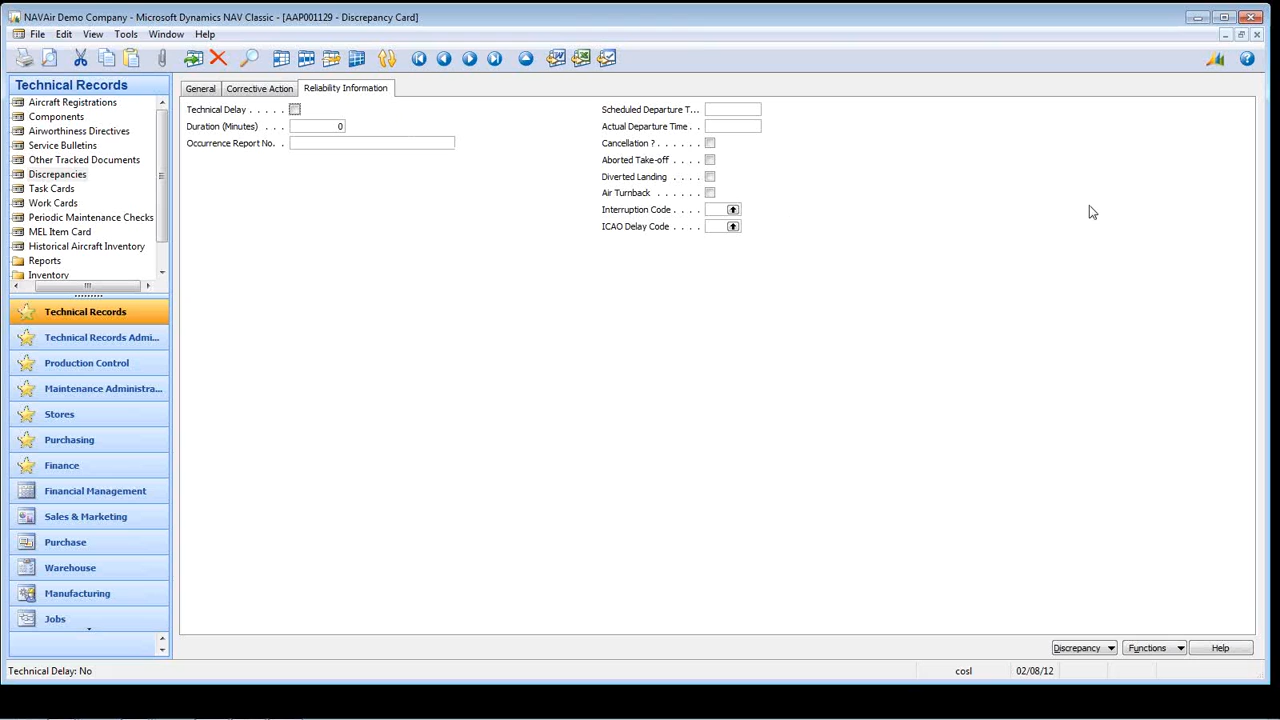 NAVAir Demo Company - Microsoft Dynamics NAV Classic - [AAP001129 - Discrepancy Card]
File Edit View Tools Window Help
Technical Records
Aircraft Registrations
Components
Airworthiness Directives
Service Bulletins
Other Tracked Documents
Discrepancies
Task Cards
Work Cards
Periodic Maintenance Checks
MEL Item Card
Historical Aircraft Inventory
Reports
Inventory
Technical Records
Technical Records Admi...
Production Control
Maintenance Administra...
Stores
Purchasing
Finance
Financial Management
Sales & Marketing
Purchase
Warehouse
Manufacturing
Jobs
General Corrective Action Reliability Information
Technical Delay . . . . .
Duration (Minutes) . . . 0
Occurrence Report No. .
Scheduled Departure T...
Actual Departure Time . .
Cancellation ? . . . . . .
Aborted Take-off . . . .
Diverted Landing . . . .
Air Turnback . . . . . .
Interruption Code . . . .
ICAO Delay Code . . . .
Discrepancy Functions Help
Technical Delay: No cosl 02/08/12